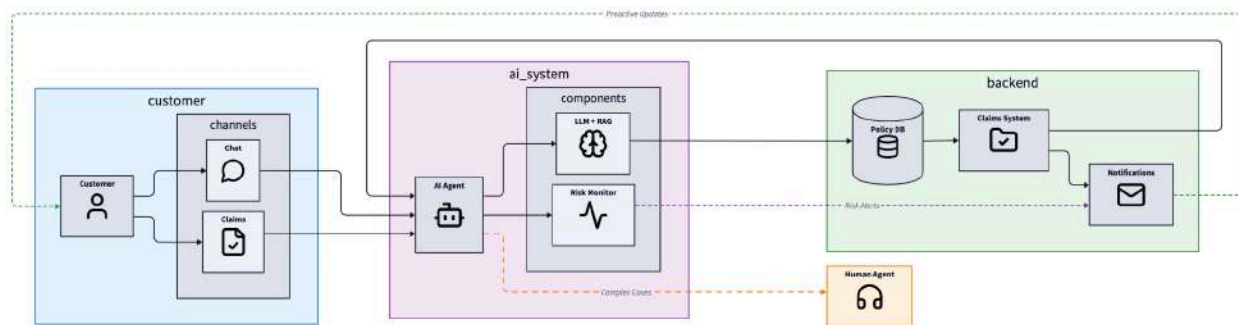 Proactive Updates
customer
channels
Customer
Chat
Claims
ai_system
components
AI Agent
LLM + RAG
Risk Monitor
Risk Alerts
Complex Cases
backend
Policy DB
Claims System
Notifications
Human Agent